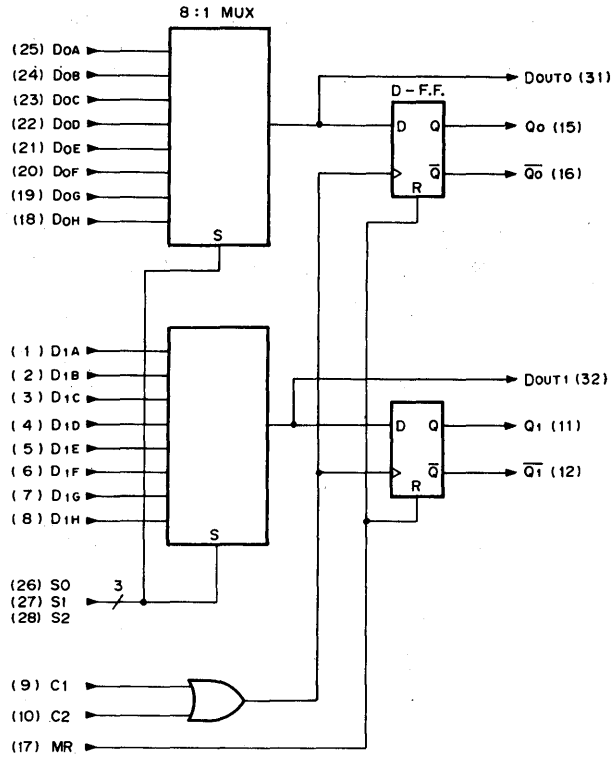 8 : 1 MUX
(25) D0A
(24) D0B
(23) D0C
(22) D0D
(21) D0E
(20) D0F
(19) D0G
(18) D0H
S
DOUT0 (31)
D-F.F.
D Q
Q0 (15)
Q̅
Q̅0̅ (16)
R
( 1 ) D1A
( 2 ) D1B
( 3 ) D1C
( 4 ) D1D
( 5 ) D1E
( 6 ) D1F
( 7 ) D1G
( 8 ) D1H
S
DOUT1 (32)
D Q
Q1 (11)
Q̅
Q̅1̅ (12)
R
(26) S0
3
(27) S1
(28) S2
(9) C1
(10) C2
(17) MR